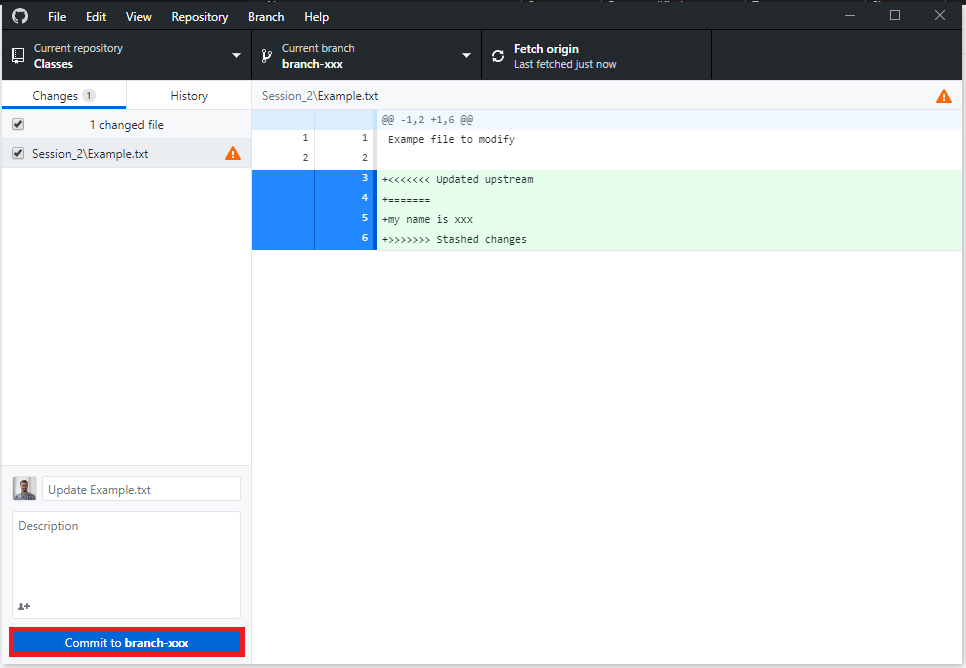 File Edit View Repository Branch Help
Current repository
Classes
Current branch
branch-xxx
Fetch origin
Last fetched just now
Changes 1 History
1 changed file
Session_2\Example.txt
Session_2\Example.txt
@@ -1,2 +1,6 @@
1 1 Exampe file to modify
2 2
3 +<<<<<<< Updated upstream
4 +=======
5 +my name is xxx
6 +>>>>>>> Stashed changes
Update Example.txt
Description
Commit to branch-xxx